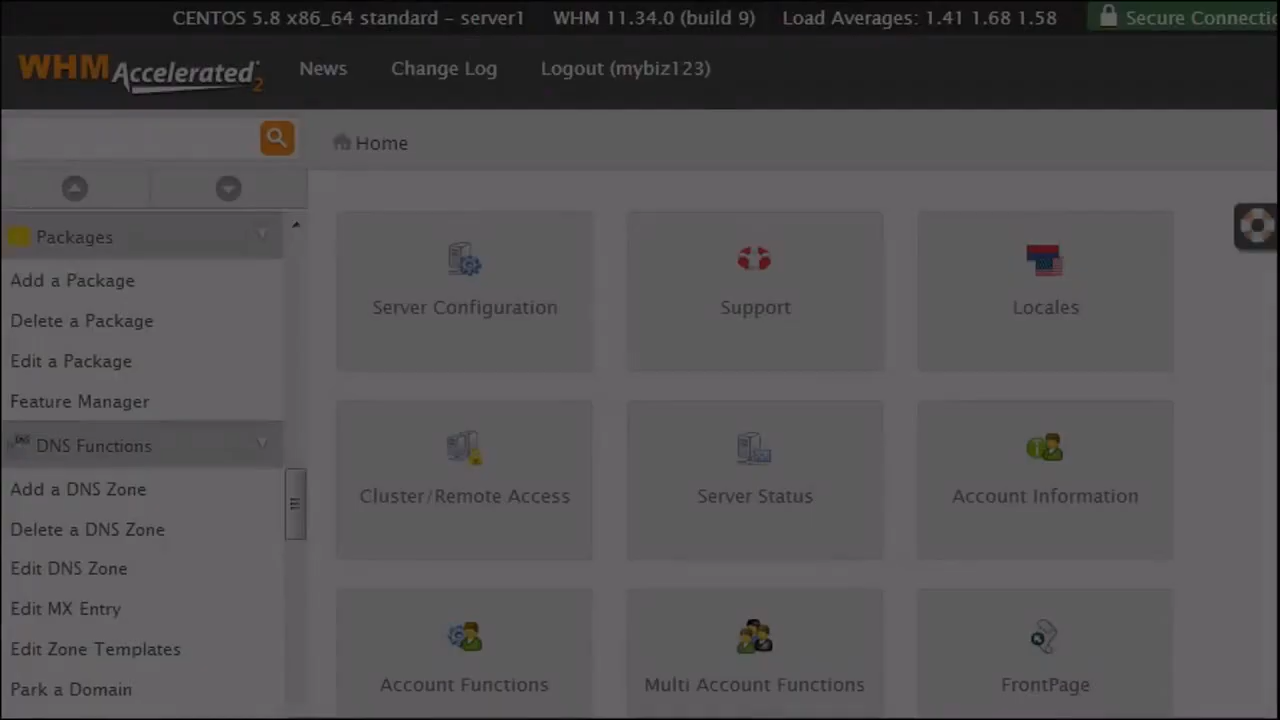 CENTOS 5.8 x86_64 standard – server1 WHM 11.34.0 (build 9) Load Averages: 1.41 1.68 1.58 Secure Connectio
WHM Accelerated 2 News Change Log Logout (mybiz123)
Home
Packages
Add a Package
Delete a Package
Edit a Package
Feature Manager
DNS DNS Functions
Add a DNS Zone
Delete a DNS Zone
Edit DNS Zone
Edit MX Entry
Edit Zone Templates
Park a Domain
Server Configuration Support Locales
Cluster/Remote Access Server Status Account Information
Account Functions Multi Account Functions FrontPage